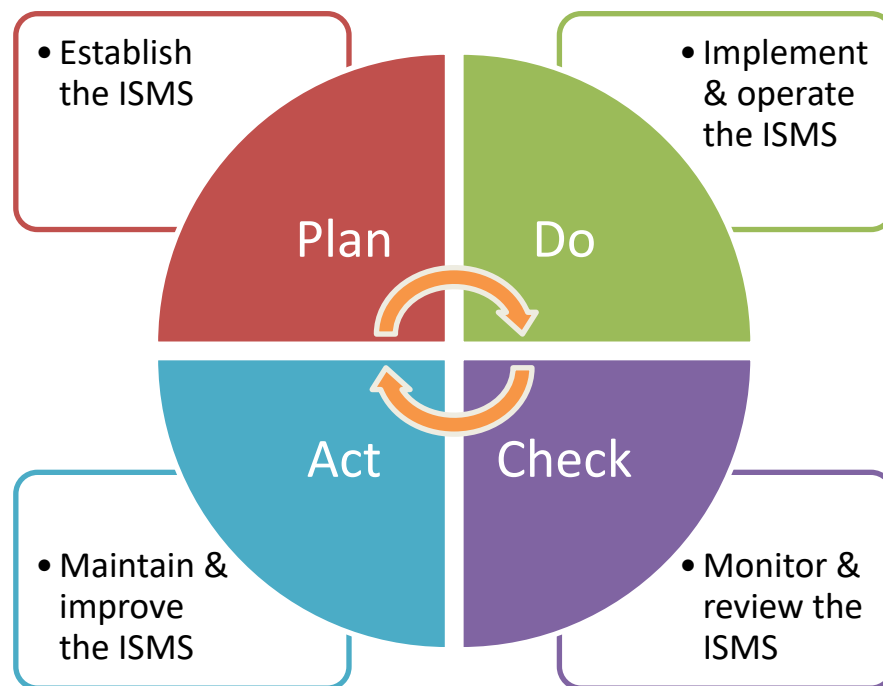 • Establish
the ISMS
• Implement
& operate
the ISMS
Plan
Do
Act
Check
• Maintain &
improve
the ISMS
• Monitor &
review the
ISMS